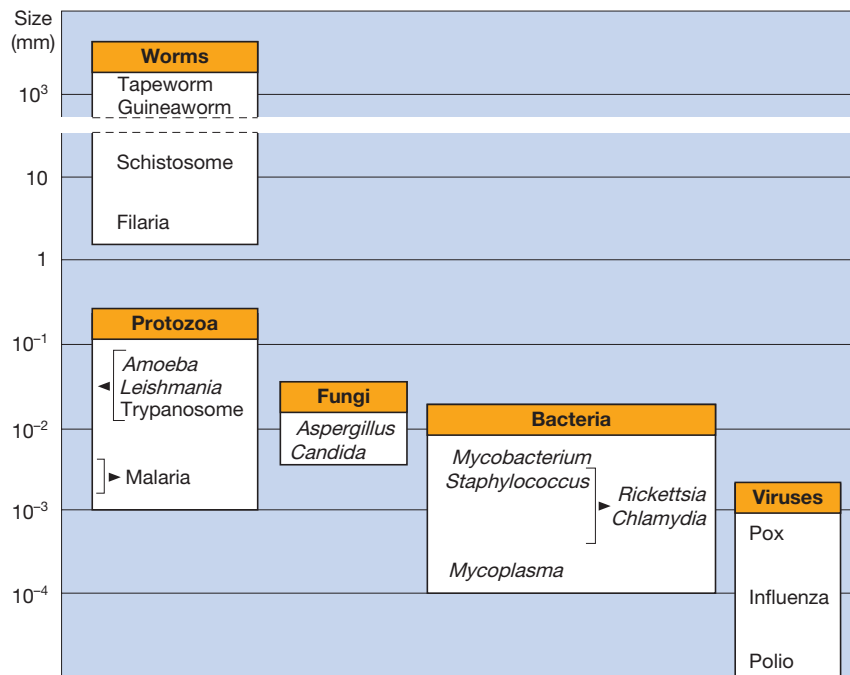 Size
(mm)
Worms
Tapeworm
10³
Guineaworm
Schistosome
10
Filaria
1
Protozoa
10⁻¹
Amoeba
Leishmania
Trypanosome
Fungi
Aspergillus
Candida
Bacteria
10⁻²
Mycobacterium
Staphylococcus
Malaria
Rickettsia
Chlamydia
Viruses
10⁻³
Pox
Mycoplasma
10⁻⁴
Influenza
Polio